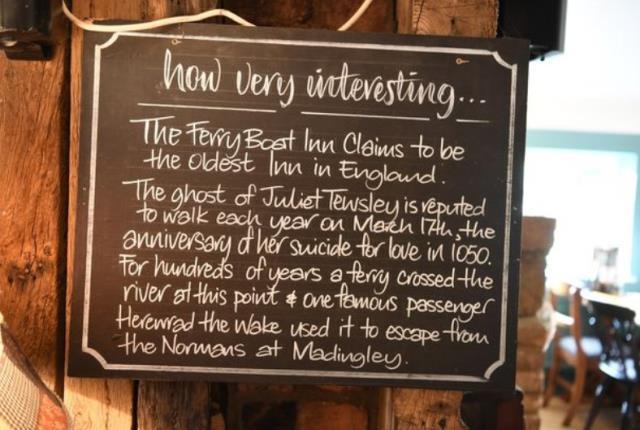 how very interesting...
The Ferry Boat Inn Claims to be
the oldest Inn in England.
The ghost of Juliet Tewsley is reputed
to walk each year on March 17th, the
anniversary of her suicide for love in 1050.
For hundreds of years a ferry crossed the
river at this point & one famous passenger
Herewrad the Wake used it to escape from
the Normans at Madingley.